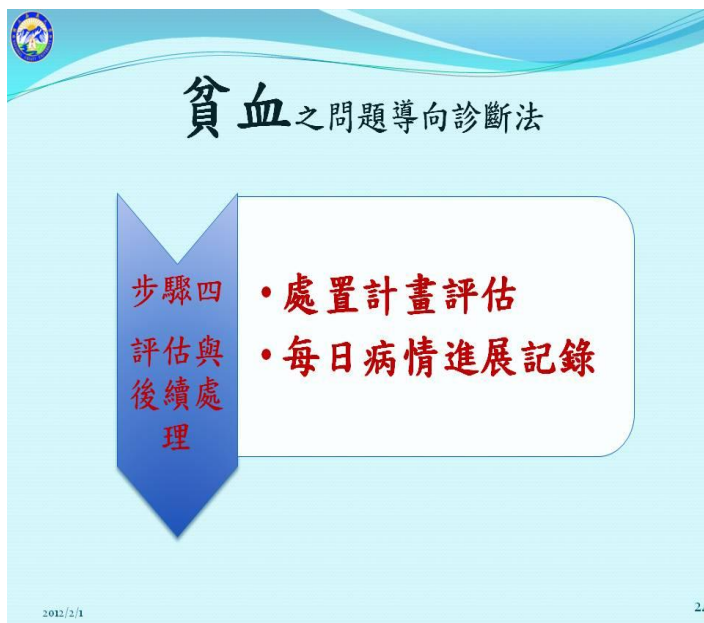 貧血之問題導向診斷法
步驟四
評估與
後續處
理
•處置計畫評估
•每日病情進展記錄
2012/2/1